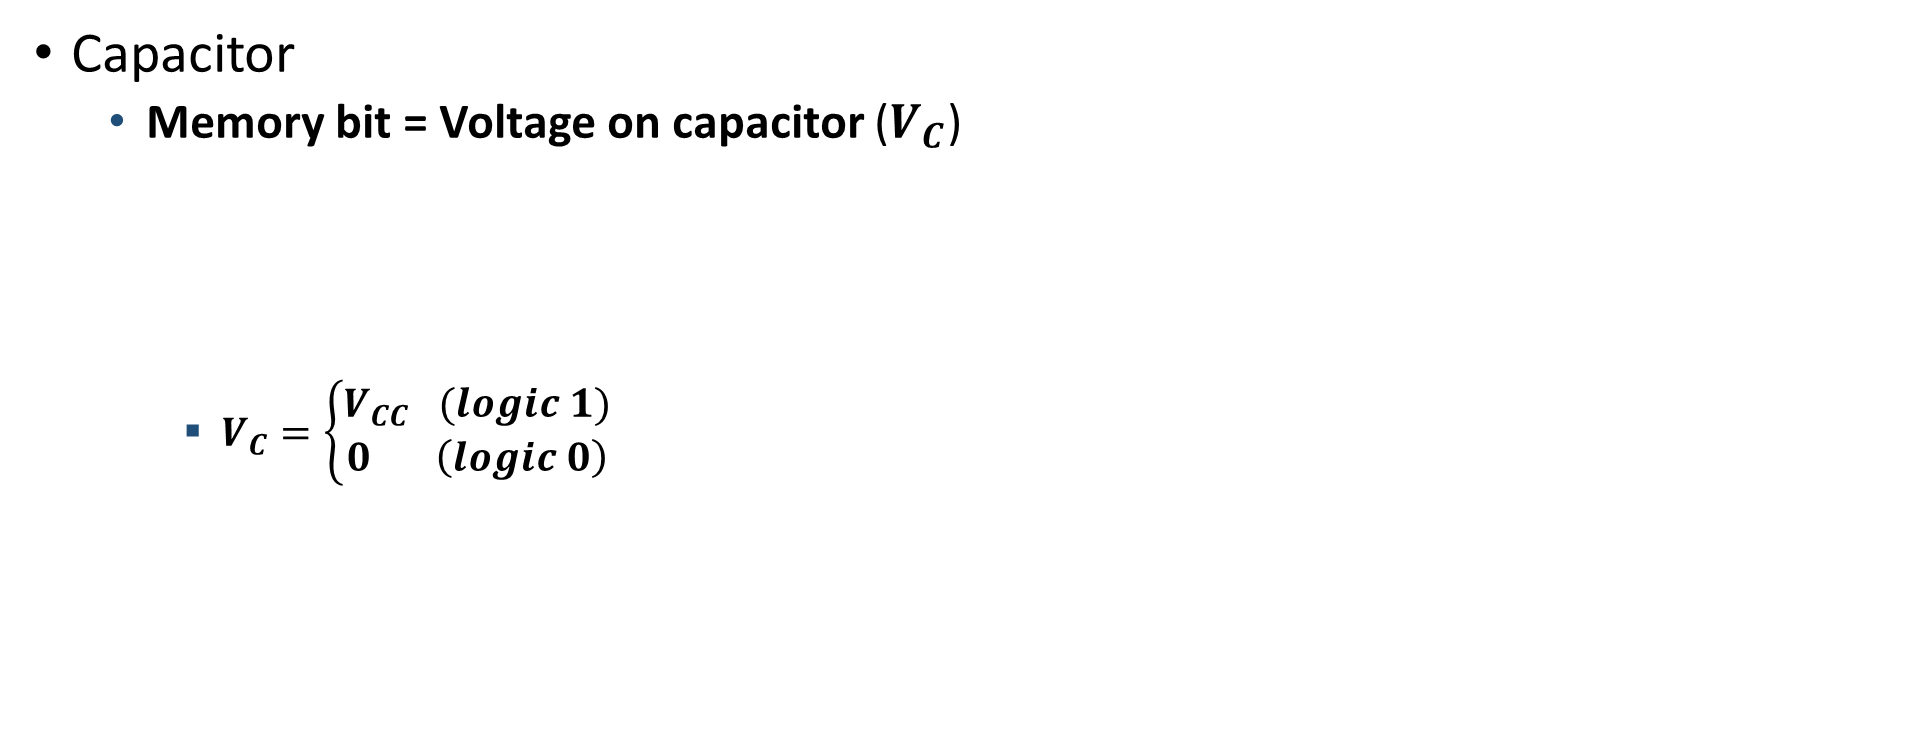 • Capacitor
• Memory bit = Voltage on capacitor (V_C)
▪ V_C = { V_CC (logic 1)
0 (logic 0)